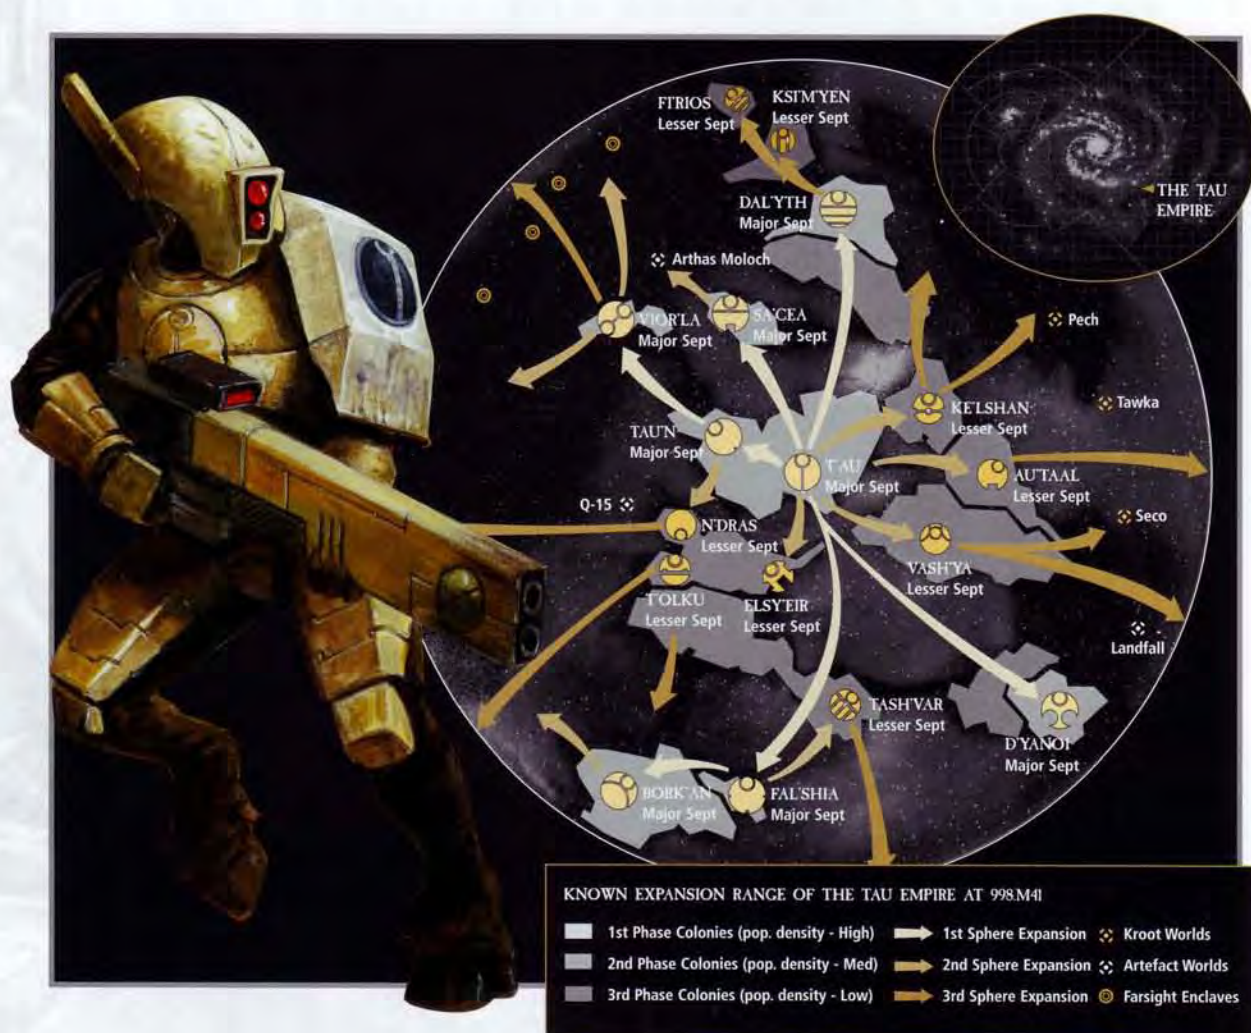 FI'RIOS
Lesser Sept
KSI'M'YEN
Lesser Sept
DAL'YTH
Major Sept
THE TAU
EMPIRE
Arthas Moloch
VIOR'LA
Major Sept
SA'CEA
Major Sept
Pech
Tawka
KE'LSHAN
Lesser Sept
TAU'N
Major Sept
T'AU
Major Sept
AU'TAAL
Lesser Sept
Q-15
N'DRAS
Lesser Sept
Seco
VASH'YA
Lesser Sept
T'OLKU
Lesser Sept
ELSY'EIR
Lesser Sept
Landfall
TASH'VAR
Lesser Sept
D'YANOI
Major Sept
BORK'AN
Major Sept
FAL'SHIA
Major Sept
KNOWN EXPANSION RANGE OF THE TAU EMPIRE AT 998.M41
1st Phase Colonies (pop. density - High)
2nd Phase Colonies (pop. density - Med)
3rd Phase Colonies (pop. density - Low)
1st Sphere Expansion
2nd Sphere Expansion
3rd Sphere Expansion
Kroot Worlds
Artefact Worlds
Farsight Enclaves